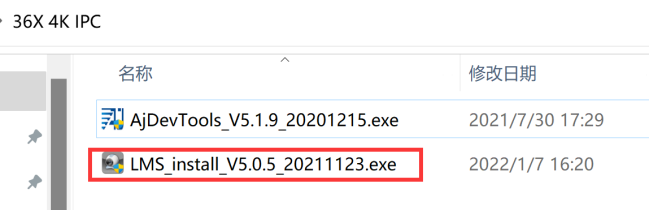 36X 4K IPC
名称 修改日期
AjDevTools_V5.1.9_20201215.exe 2021/7/30 17:29
LMS_install_V5.0.5_20211123.exe 2022/1/7 16:20